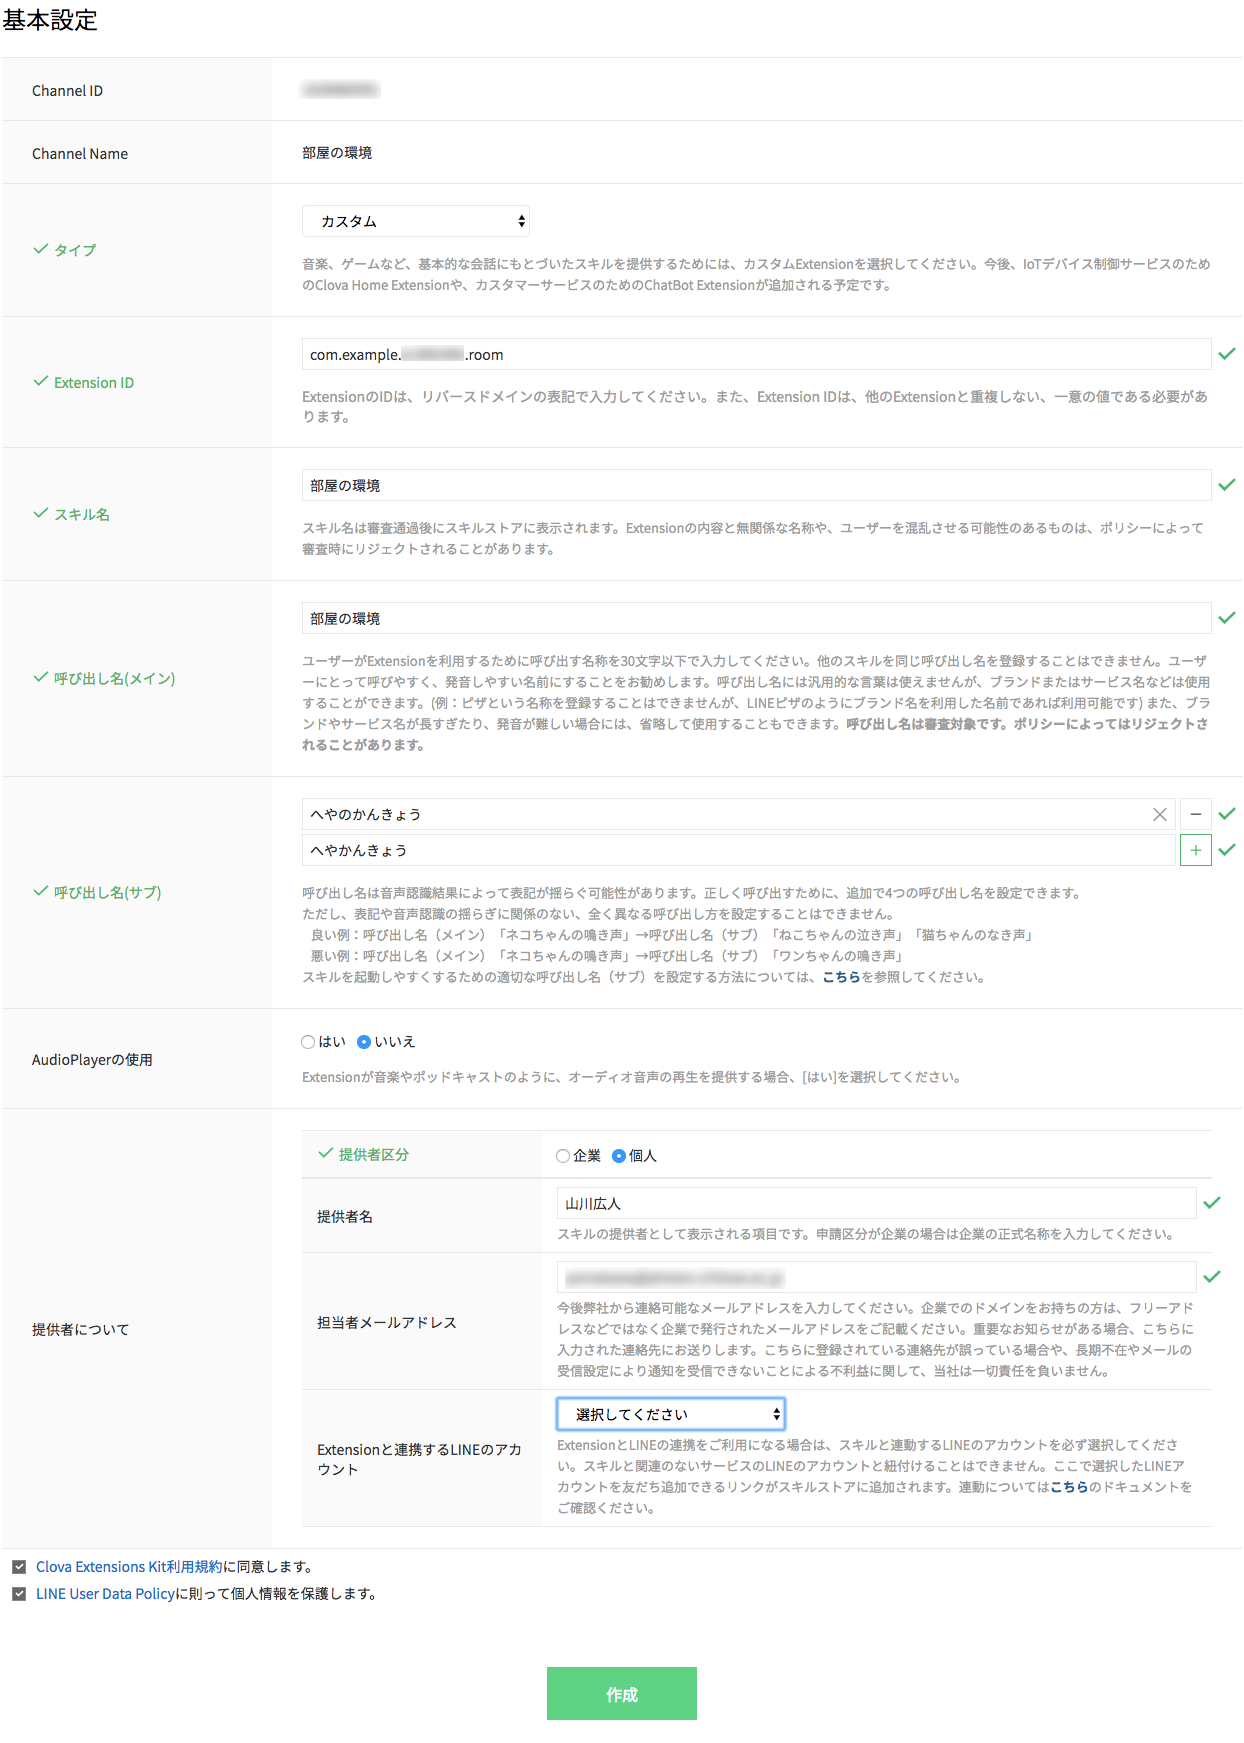 基本設定
Channel ID
Channel Name
部屋の環境
タイプ
カスタム
音楽、ゲームなど、基本的な会話にもとづいたスキルを提供するためには、カスタムExtensionを選択してください。今後、IoTデバイス制御サービスのため
のClova Home Extensionや、カスタマーサービスのためのChatBot Extensionが追加される予定です。
Extension ID
com.example.
.room
ExtensionのIDは、リバースドメインの表記で入力してください。また、Extension IDは、他のExtensionと重複しない、一意の値である必要があ
ります。
スキル名
部屋の環境
スキル名は審査通過後にスキルストアに表示されます。Extensionの内容と無関係な名称や、ユーザーを混乱させる可能性のあるものは、ポリシーによって
審査時にリジェクトされることがあります。
呼び出し名(メイン)
部屋の環境
ユーザーがExtensionを利用するために呼び出す名称を30文字以下で入力してください。他のスキルを同じ呼び出し名を登録することはできません。ユーザ
ーにとって呼びやすく、発音しやすい名前にすることをお勧めします。呼び出し名には汎用的な言葉は使えませんが、ブランドまたはサービス名などは使用
することができます。(例：ピザという名称を登録することはできませんが、LINEピザのようにブランド名を利用した名前であれば利用可能です) また、ブラ
ンドやサービス名が長すぎたり、発音が難しい場合には、省略して使用することもできます。呼び出し名は審査対象です。ポリシーによってはリジェクトさ
れることがあります。
呼び出し名(サブ)
へやのかんきょう
へやかんきょう
呼び出し名は音声認識結果によって表記が揺らぐ可能性があります。正しく呼び出すために、追加で4つの呼び出し名を設定できます。
ただし、表記や音声認識の揺らぎに関係のない、全く異なる呼び出し方を設定することはできません。
良い例：呼び出し名（メイン）「ネコちゃんの鳴き声」→呼び出し名（サブ）「ねこちゃんの泣き声」「猫ちゃんのなき声」
悪い例：呼び出し名（メイン）「ネコちゃんの鳴き声」→呼び出し名（サブ）「ワンちゃんの鳴き声」
スキルを起動しやすくするための適切な呼び出し名（サブ）を設定する方法については、こちらを参照してください。
AudioPlayerの使用
はい いいえ
Extensionが音楽やポッドキャストのように、オーディオ音声の再生を提供する場合、[はい]を選択してください。
提供者について
提供者区分
企業 個人
提供者名
山川広人
スキルの提供者として表示される項目です。申請区分が企業の場合は企業の正式名称を入力してください。
担当者メールアドレス
今後弊社から連絡可能なメールアドレスを入力してください。企業でのドメインをお持ちの方は、フリーアド
レスなどではなく企業で発行されたメールアドレスをご記載ください。重要なお知らせがある場合、こちらに
入力された連絡先にお送りします。こちらに登録されている連絡先が誤っている場合や、長期不在やメールの
受信設定により通知を受信できないことによる不利益に関して、当社は一切責任を負いません。
Extensionと連携するLINEのアカ
ウント
選択してください
ExtensionとLINEの連携をご利用になる場合は、スキルと連動するLINEのアカウントを必ず選択してくださ
い。スキルと関連のないサービスのLINEのアカウントと紐付けることはできません。ここで選択したLINEア
カウントを友だち追加できるリンクがスキルストアに追加されます。連動についてはこちらのドキュメントを
ご確認ください。
Clova Extensions Kit利用規約に同意します。
LINE User Data Policyに則って個人情報を保護します。
作成